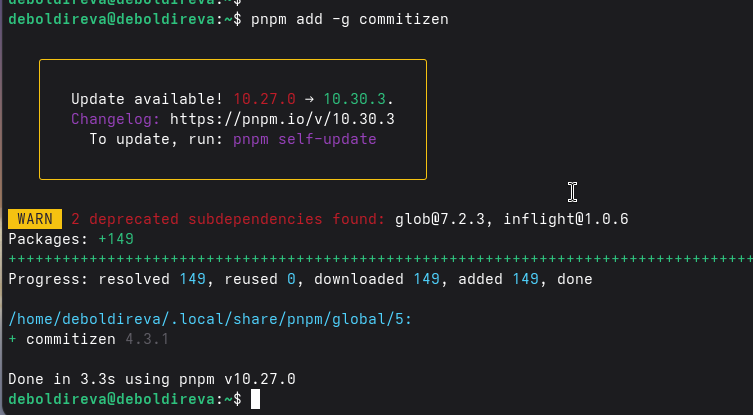 deboldireva@deboldireva:~$
deboldireva@deboldireva:~$ pnpm add -g commitizen
Update available! 10.27.0 → 10.30.3.
Changelog: https://pnpm.io/v/10.30.3
To update, run: pnpm self-update
WARN 2 deprecated subdependencies found: glob@7.2.3, inflight@1.0.6
Packages: +149
++++++++++++++++++++++++++++++++++++++++++++++++++++++++++++++++++++++++++++++++++
Progress: resolved 149, reused 0, downloaded 149, added 149, done
/home/deboldireva/.local/share/pnpm/global/5:
+ commitizen 4.3.1
Done in 3.3s using pnpm v10.27.0
deboldireva@deboldireva:~$